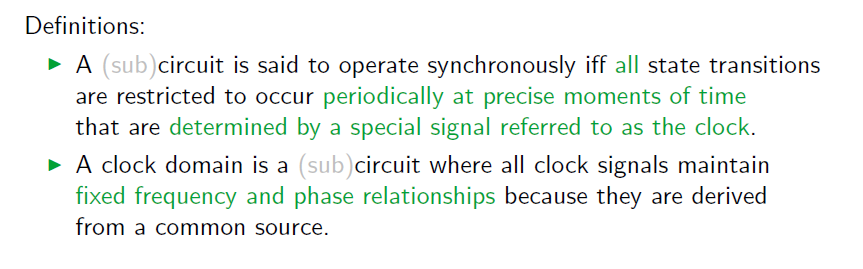 Definitions:
A (sub)circuit is said to operate synchronously iff all state transitions
are restricted to occur periodically at precise moments of time
that are determined by a special signal referred to as the clock.
A clock domain is a (sub)circuit where all clock signals maintain
fixed frequency and phase relationships because they are derived
from a common source.